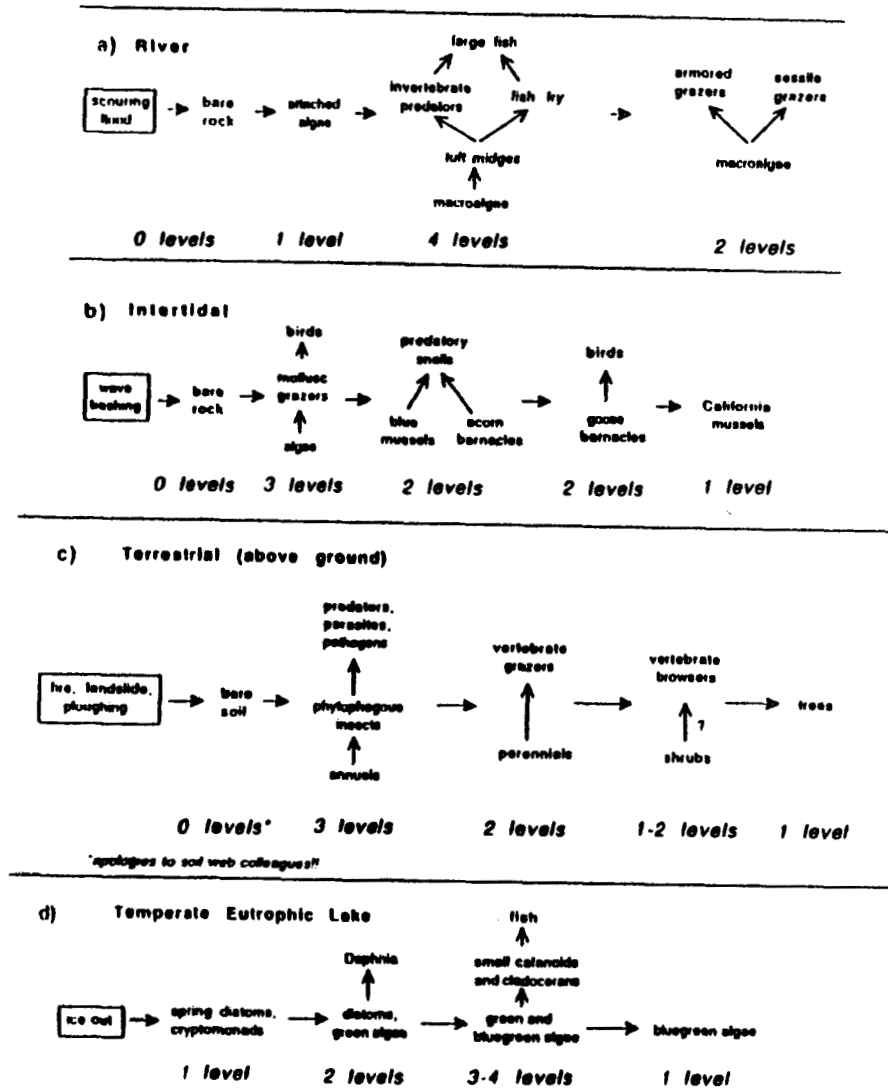 a) River
large fish
invertebrate
predators
fish fry
armored
grazers
sessile
grazers
scouring
flood
bare
rock
attached
algae
tuft midges
macroalgae
macroalgae
0 levels
1 level
4 levels
2 levels
b) Intertidal
birds
predatory
snails
birds
wave
bashing
bare
rock
mollusc
grazers
California
mussels
algae
blue
mussels
acorn
barnacles
goose
barnacles
0 levels
3 levels
2 levels
2 levels
1 level
c) Terrestrial (above ground)
predators,
parasites,
pathogens
vertebrate
grazers
vertebrate
browsers
fire, landslide,
ploughing
bare
soil
phytophagous
insects
trees
?
annuals
perennials
shrubs
0 levels*
3 levels
2 levels
1-2 levels
1 level
*apologies to soil web colleagues!!
d) Temperate Eutrophic Lake
fish
Daphnia
small calanoids
and cladocerans
ice out
spring diatoms,
cryptomonads
diatoms,
green algae
green and
bluegreen algae
bluegreen algae
1 level
2 levels
3-4 levels
1 level